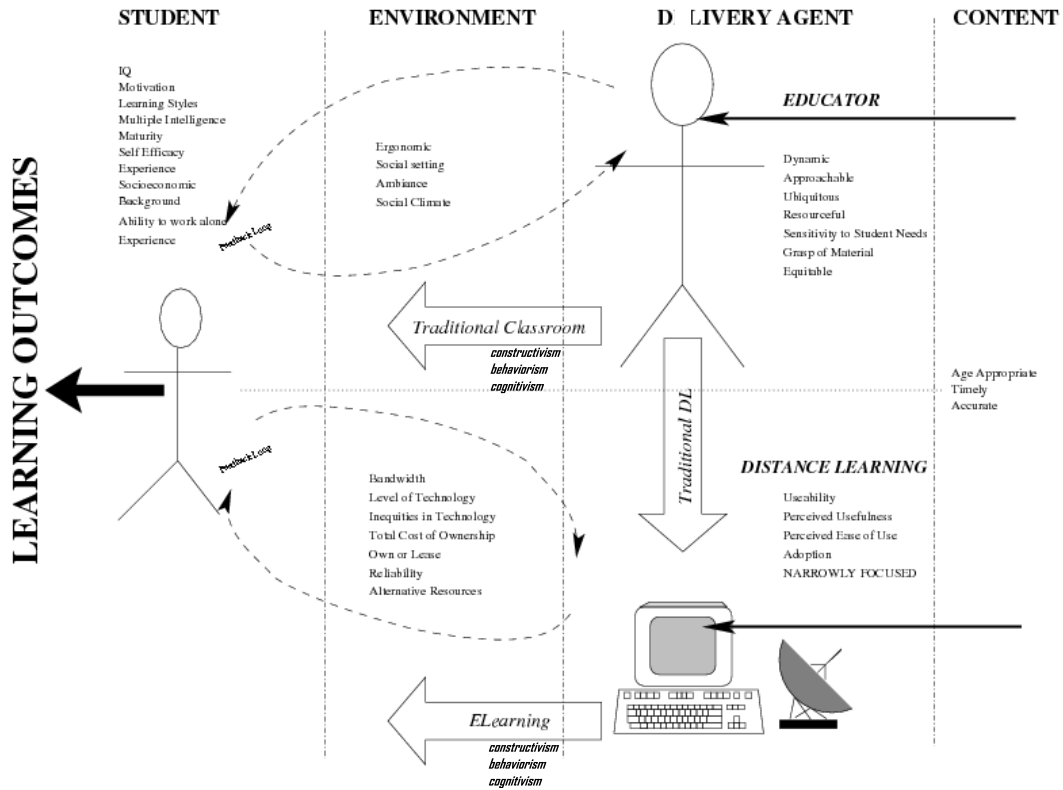 STUDENT
ENVIRONMENT
DELIVERY AGENT
CONTENT
IQ
Motivation
Learning Styles
Multiple Intelligence
Maturity
Self Efficacy
Experience
Socioeconomic
Background
Ability to work alone
Experience
Feedback Loop
Ergonomic
Social setting
Ambiance
Social Climate
EDUCATOR
Dynamic
Approachable
Ubiquitous
Resourceful
Sensitivity to Student Needs
Grasp of Material
Equitable
Traditional Classroom
constructivism
behaviorism
cognitivism
LEARNING OUTCOMES
Traditional DL
Age Appropriate
Timely
Accurate
Feedback Loop
Bandwidth
Level of Technology
Inequities in Technology
Total Cost of Ownership
Own or Lease
Reliability
Alternative Resources
DISTANCE LEARNING
Useability
Perceived Usefulness
Perceived Ease of Use
Adoption
NARROWLY FOCUSED
ELearning
constructivism
behaviorism
cognitivism